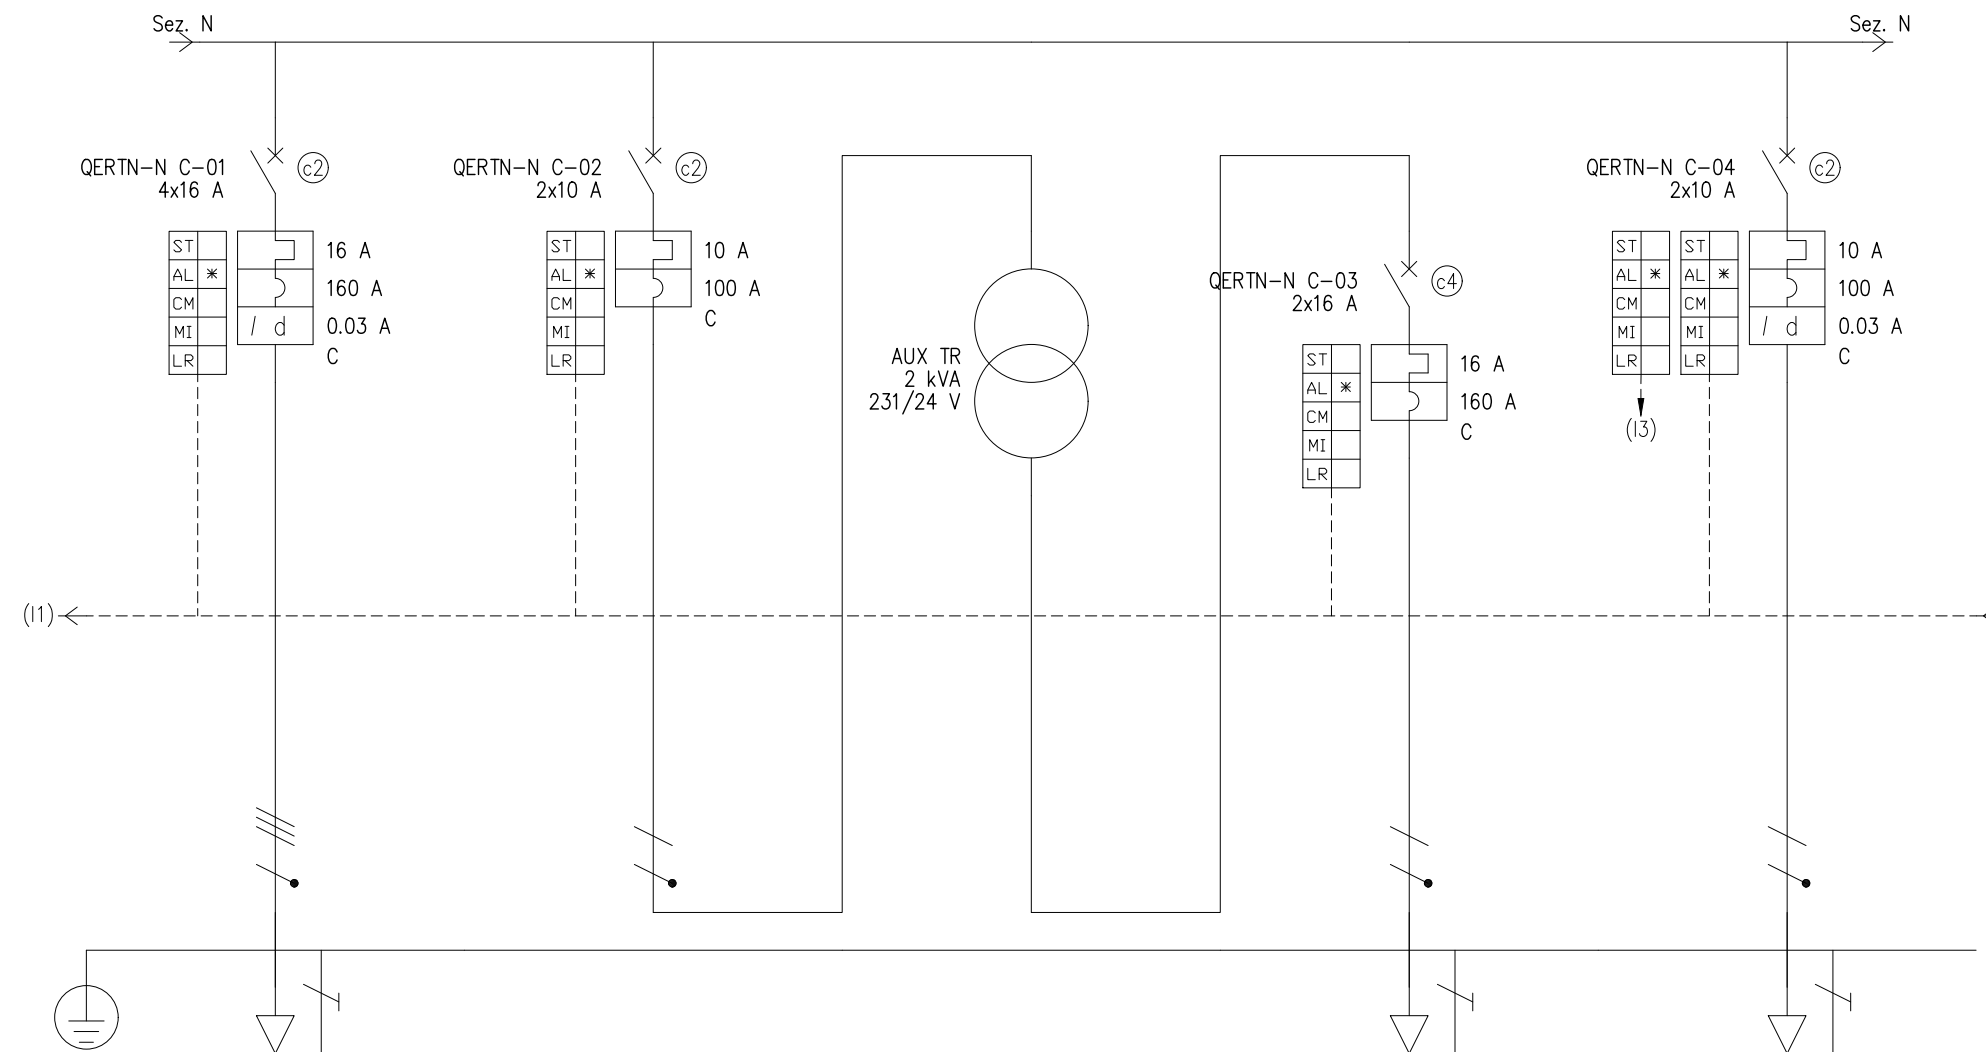 Sez. N
Sez. N
QERTN-N C-01
4x16 A
c2
ST
AL *
CM
MI
LR
16 A
160 A
I d
0.03 A
C
QERTN-N C-02
2x10 A
c2
ST
AL *
CM
MI
LR
10 A
100 A
C
AUX TR
2 kVA
231/24 V
QERTN-N C-03
2x16 A
c4
ST
AL *
CM
MI
LR
16 A
160 A
C
QERTN-N C-04
2x10 A
c2
ST
AL *
CM
MI
LR
(I3)
ST
AL *
CM
MI
LR
10 A
100 A
I d
0.03 A
C
(I1)